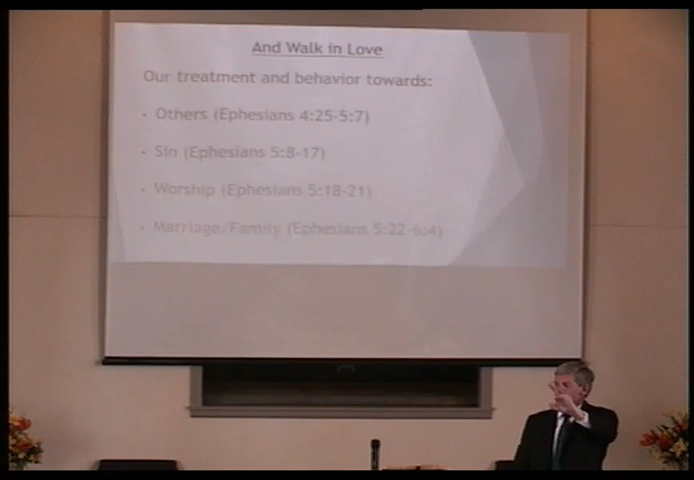 And Walk in Love
Our treatment and behavior towards:
· Others (Ephesians 4:25-5:7)
· Sin (Ephesians 5:8-17)
· Worship (Ephesians 5:18-21)
· Marriage/Family (Ephesians 5:22-6:4)